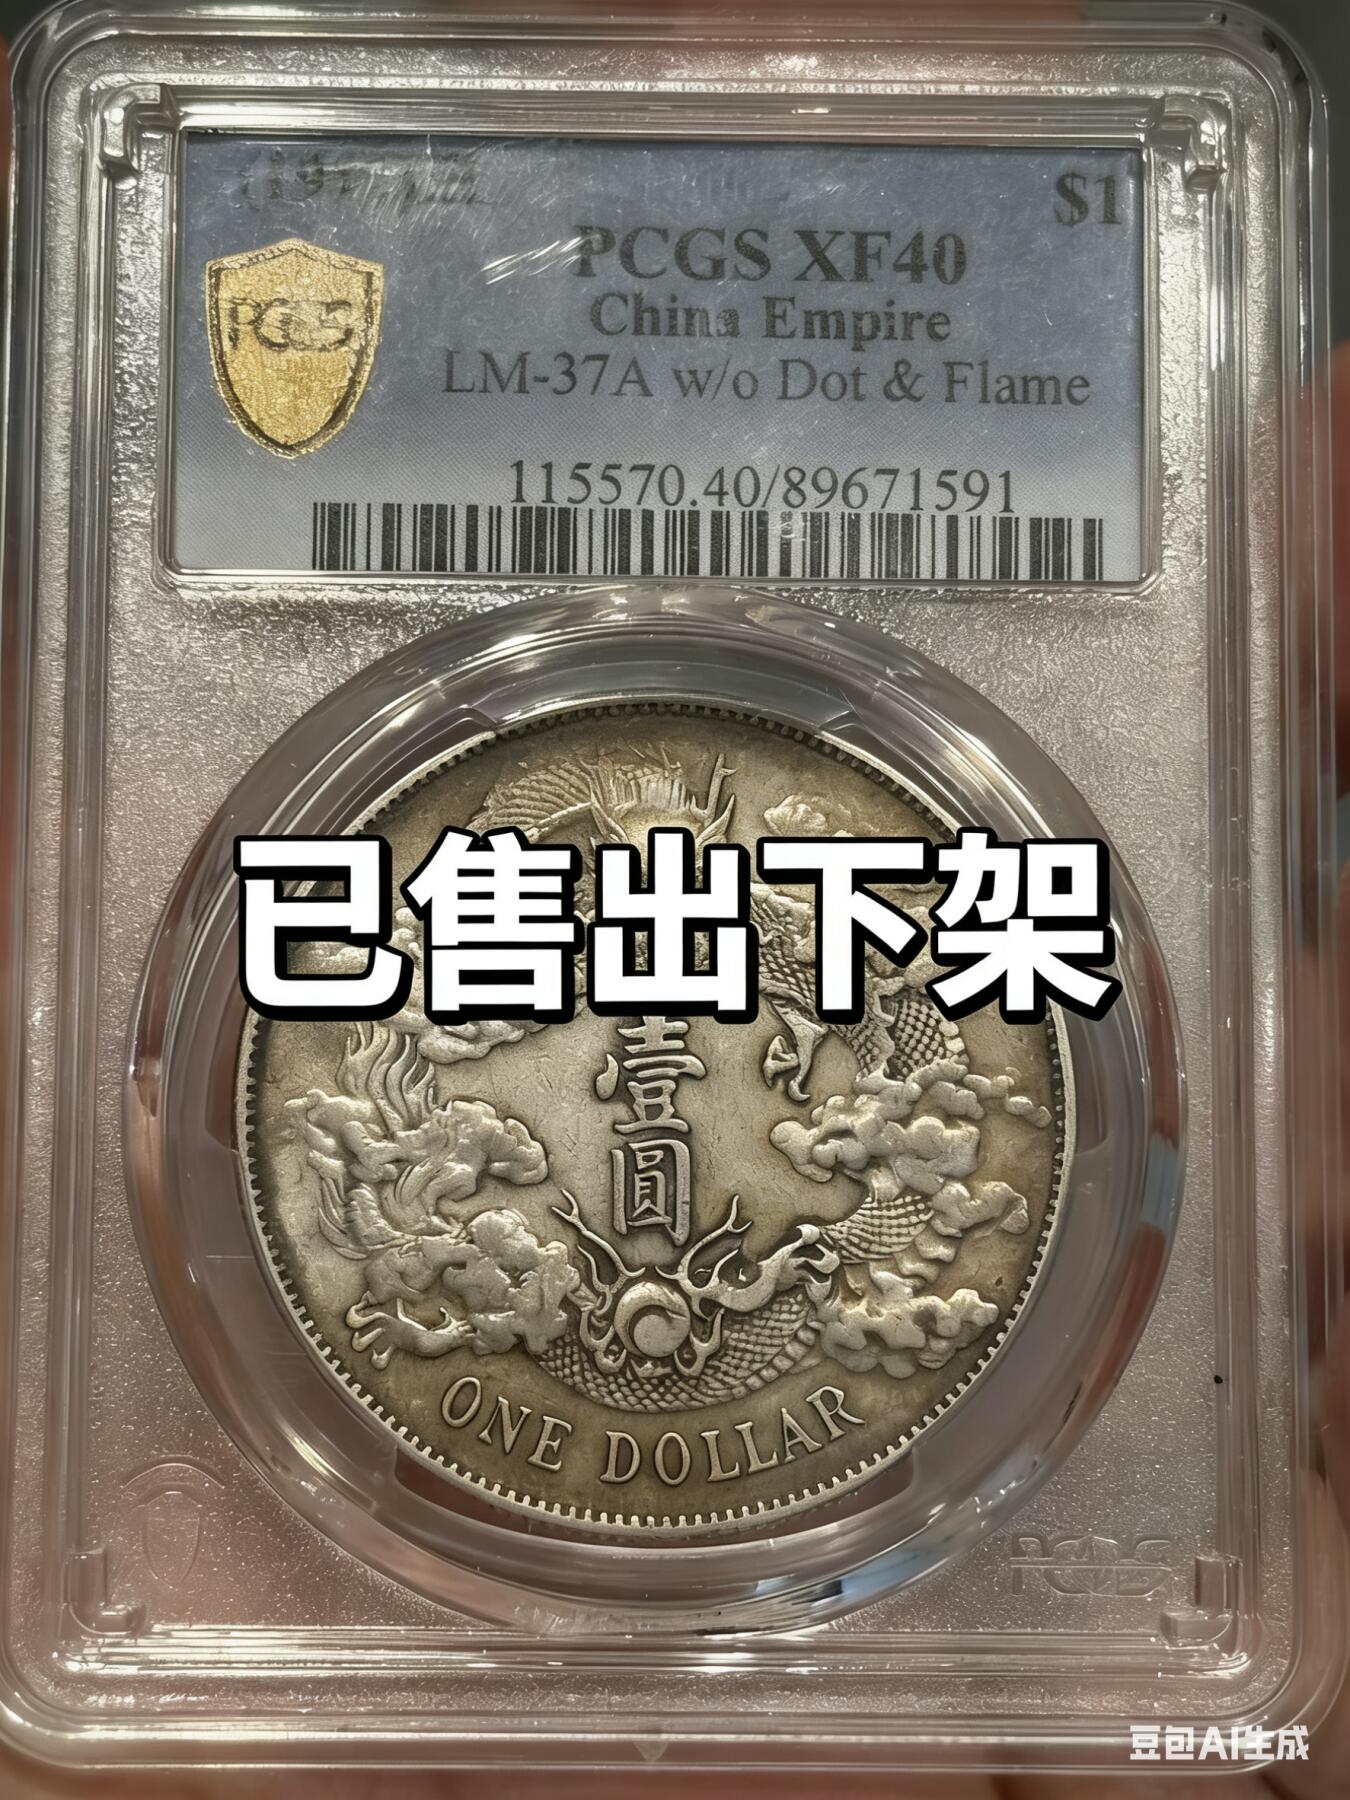 $1
PCGS XF40
China Empire
LM-37A w/o Dot & Flame
115570.40/89671591
PCGS
已售出下架
壹
圓
ONE DOLLAR
豆包AI生成